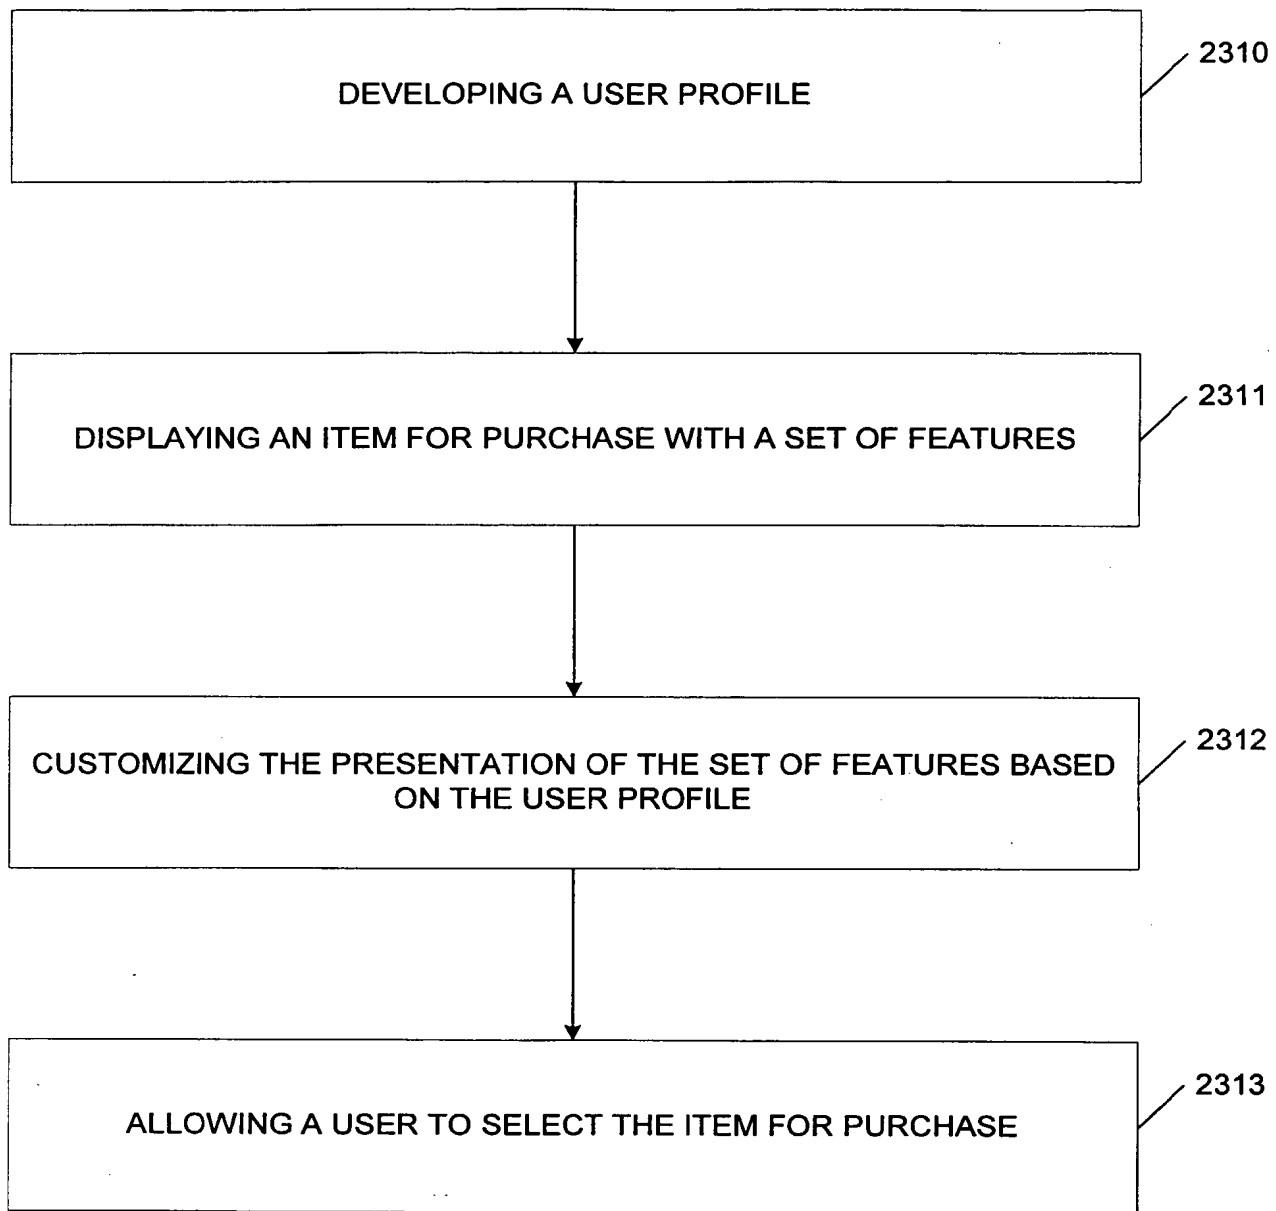 DEVELOPING A USER PROFILE
2310
DISPLAYING AN ITEM FOR PURCHASE WITH A SET OF FEATURES
2311
CUSTOMIZING THE PRESENTATION OF THE SET OF FEATURES BASED
ON THE USER PROFILE
2312
ALLOWING A USER TO SELECT THE ITEM FOR PURCHASE
2313